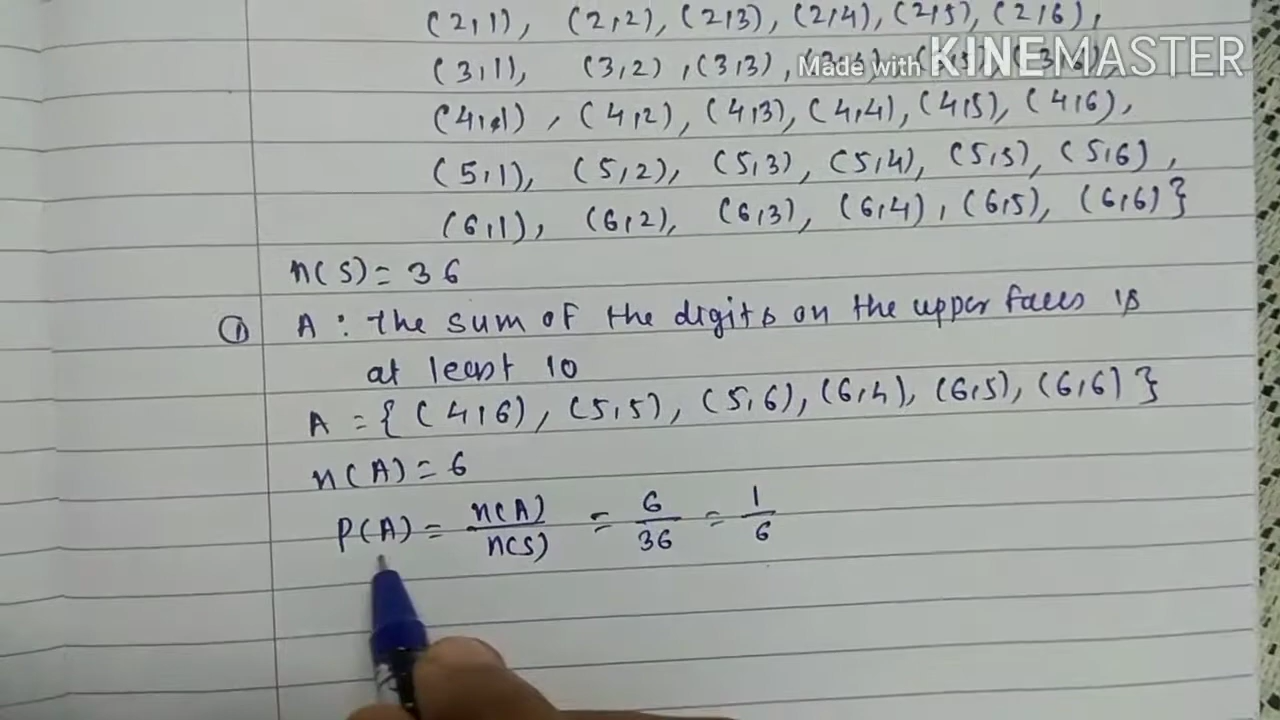 (2,1), (2,2), (2,3), (2,4), (2,5), (2,6),
(3,1), (3,2), (3,3),
Made with KINEMASTER
(4,1), (4,2), (4,3), (4,4), (4,5), (4,6),
(5,1), (5,2), (5,3), (5,4), (5,5), (5,6),
(6,1), (6,2), (6,3), (6,4), (6,5), (6,6)}
n(S) = 36
① A : the sum of the digits on the upper faces is
at least 10
A = { (4,6), (5,5), (5,6), (6,4), (6,5), (6,6) }
n(A) = 6
P(A) = n(A)/n(S) = 6/36 = 1/6